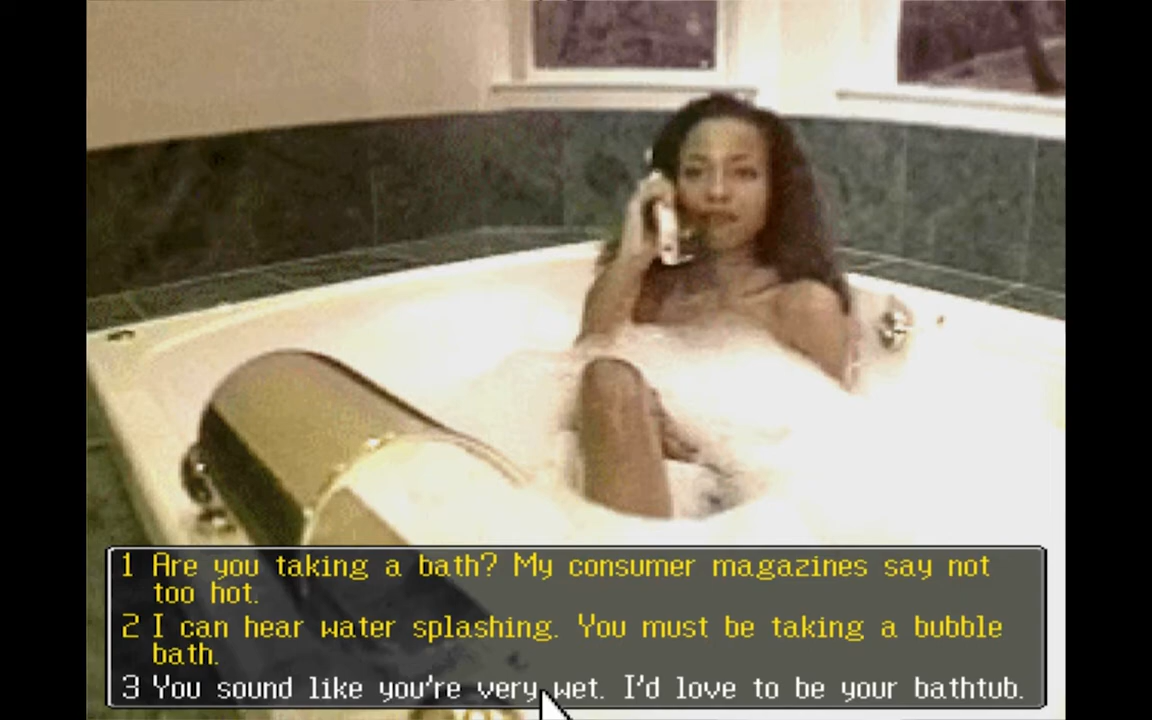 1 Are you taking a bath? My consumer magazines say not
too hot.
2 I can hear water splashing. You must be taking a bubble
bath.
3 You sound like you're very wet. I'd love to be your bathtub.